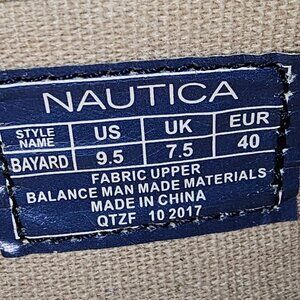 NAUTICA
STYLE NAME US UK EUR
BAYARD 9.5 7.5 40
FABRIC UPPER
BALANCE MAN MADE MATERIALS
MADE IN CHINA
QTZF 10 2017